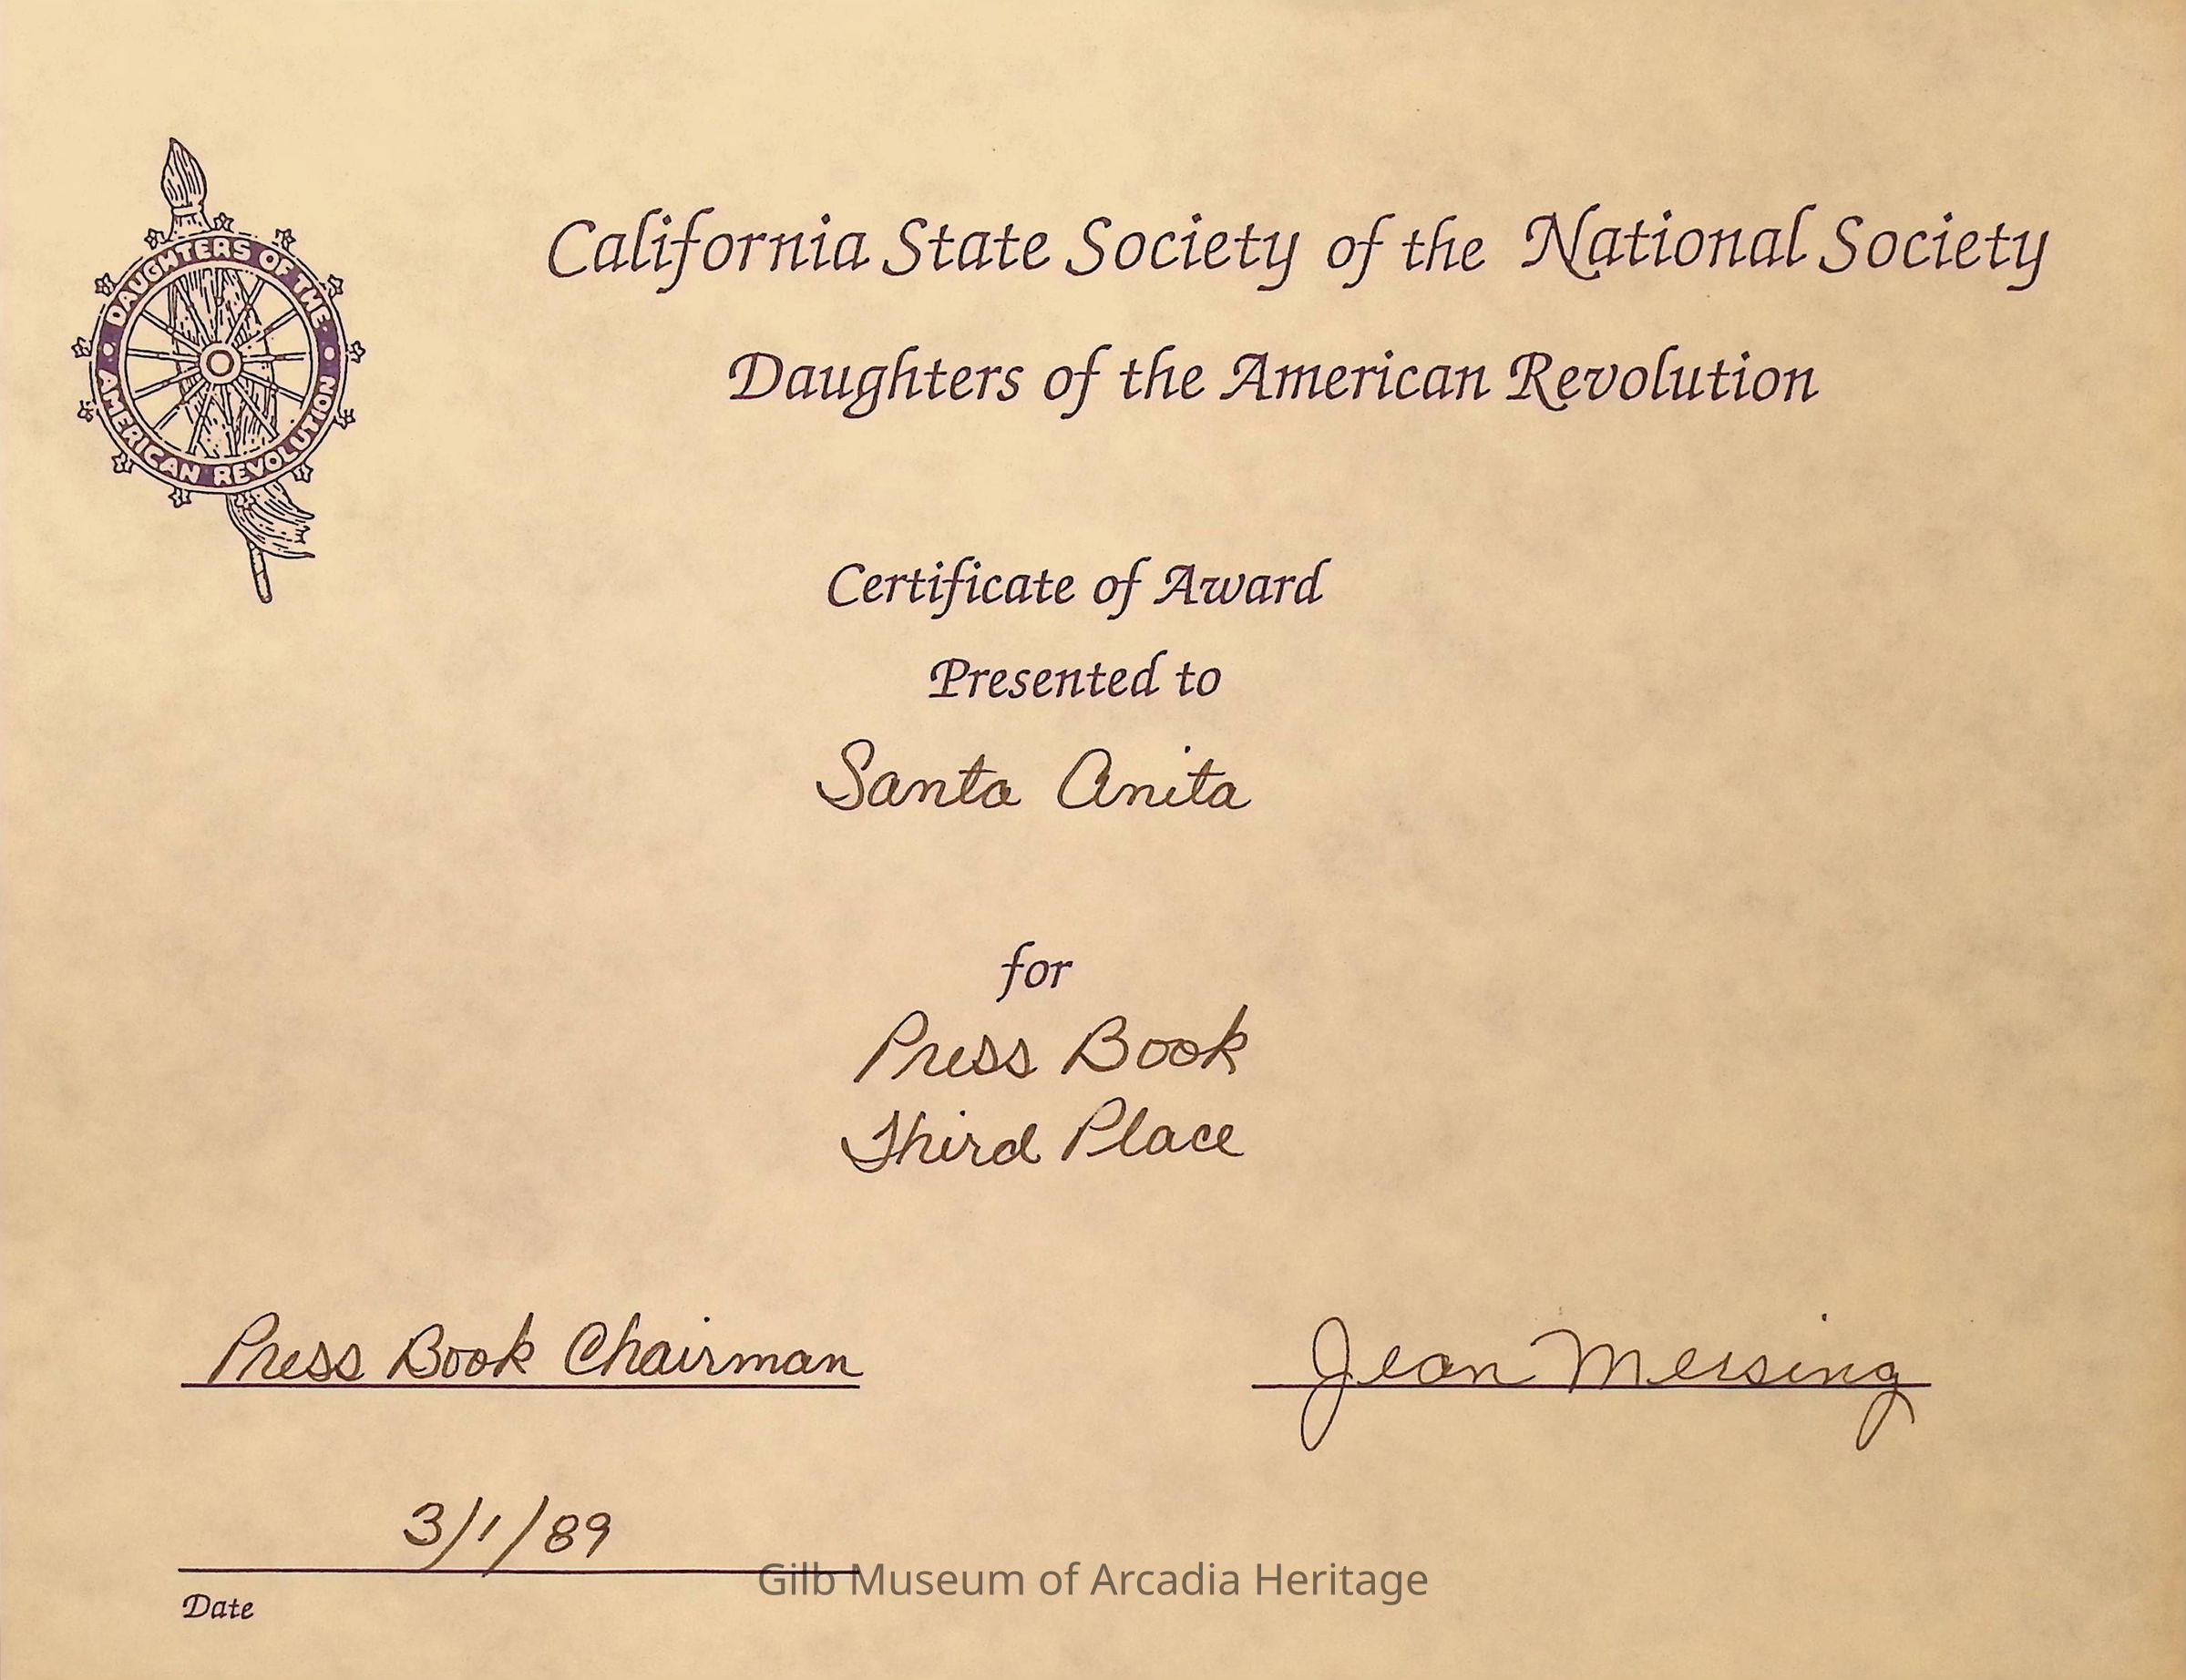 California State Society of the National Society
DAUGHTERS OF THE
AMERICAN REVOLUTION
Daughters of the American Revolution
Certificate of Award
Presented to
Santa Anita
for
Press Book
Third Place
Press Book Chairman
Jean Mersing
3/1/89
Date
Gilb Museum of Arcadia Heritage